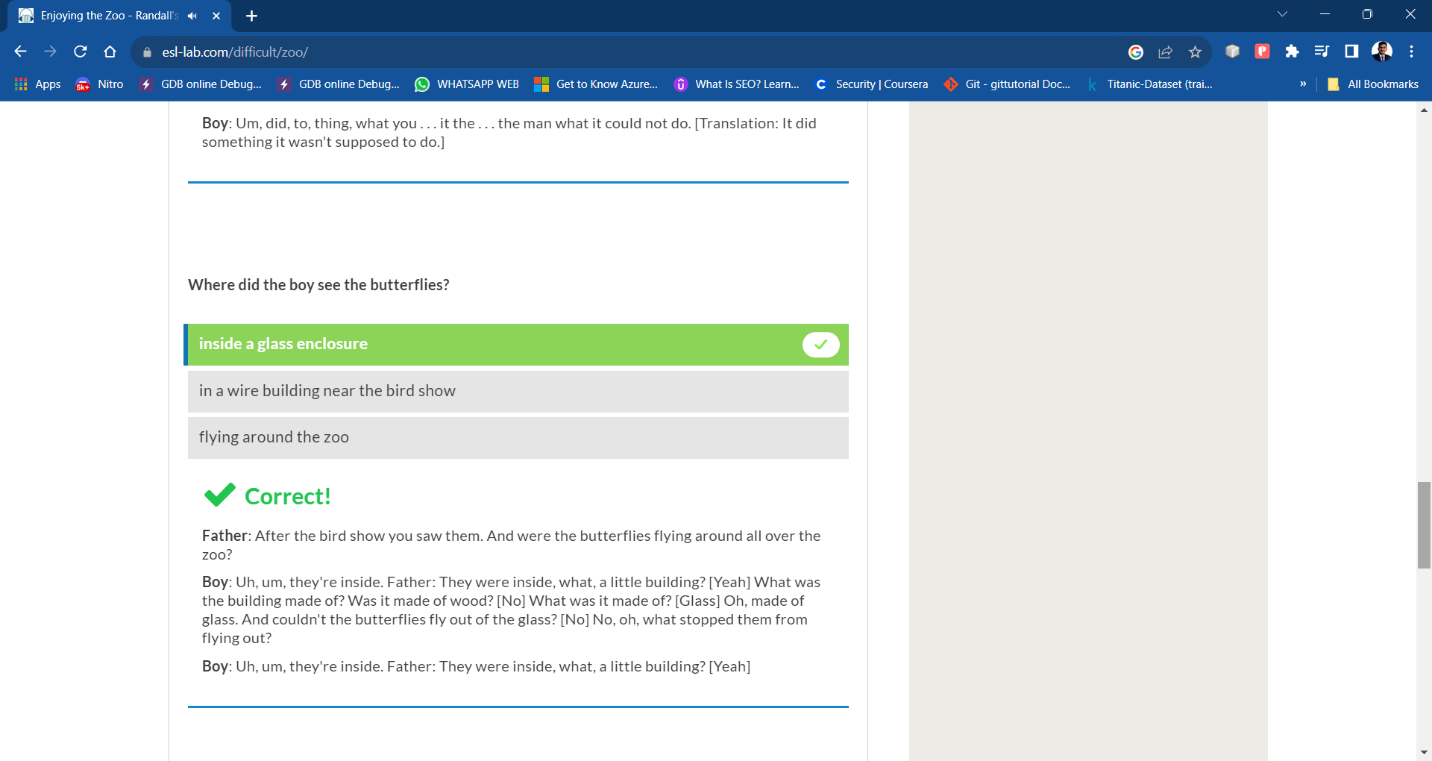 Enjoying the Zoo - Randall's
esl-lab.com/difficult/zoo/
Apps Nitro GDB online Debug... GDB online Debug... WHATSAPP WEB Get to Know Azure... What Is SEO? Learn... Security | Coursera Git - gittutorial Doc... Titanic-Dataset (trai... » All Bookmarks
Boy: Um, did, to, thing, what you . . . it the . . . the man what it could not do. [Translation: It did
something it wasn't supposed to do.]
Where did the boy see the butterflies?
inside a glass enclosure
in a wire building near the bird show
flying around the zoo
Correct!
Father: After the bird show you saw them. And were the butterflies flying around all over the
zoo?
Boy: Uh, um, they're inside. Father: They were inside, what, a little building? [Yeah] What was
the building made of? Was it made of wood? [No] What was it made of? [Glass] Oh, made of
glass. And couldn't the butterflies fly out of the glass? [No] No, oh, what stopped them from
flying out?
Boy: Uh, um, they're inside. Father: They were inside, what, a little building? [Yeah]